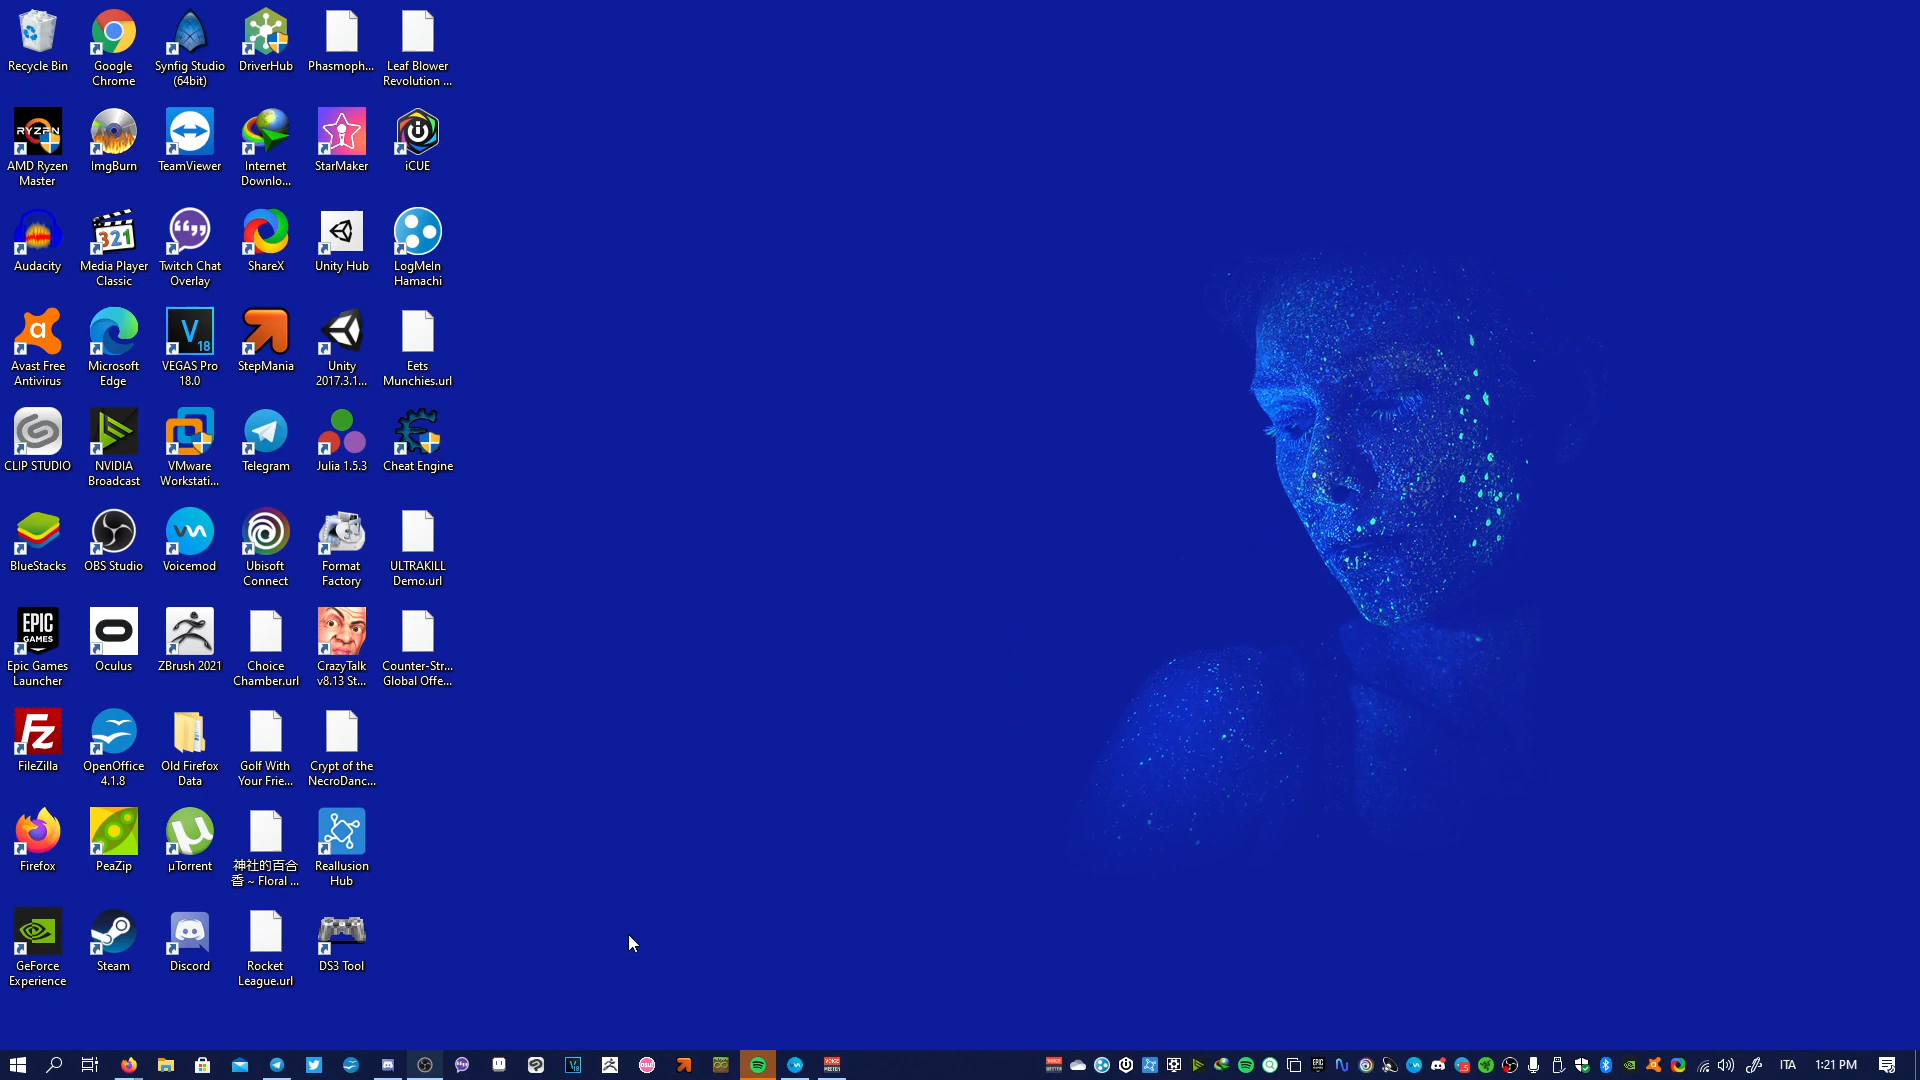 Recycle Bin
Google
Chrome
Synfig Studio
(64bit)
DriverHub
Phasmoph...
Leaf Blower
Revolution ...
RYZEN
AMD Ryzen
Master
ImgBurn
TeamViewer
Internet
Downlo...
StarMaker
iCUE
Audacity
321
Media Player
Classic
Twitch Chat
Overlay
ShareX
Unity Hub
LogMeIn
Hamachi
Avast Free
Antivirus
Microsoft
Edge
V
18
VEGAS Pro
18.0
StepMania
Unity
2017.3.1...
Eets
Munchies.url
CLIP STUDIO
NVIDIA
Broadcast
VMware
Workstati...
Telegram
Julia 1.5.3
Cheat Engine
BlueStacks
OBS Studio
Voicemod
Ubisoft
Connect
Format
Factory
ULTRAKILL
Demo.url
EPIC
GAMES
Epic Games
Launcher
Oculus
ZBrush 2021
Choice
Chamber.url
CrazyTalk
v8.13 St...
Counter-Str...
Global Offe...
Fz
FileZilla
OpenOffice
4.1.8
Old Firefox
Data
Golf With
Your Frie...
Crypt of the
NecroDanc...
Firefox
PeaZip
µTorrent
神社的百合
香 ~ Floral ...
Reallusion
Hub
GeForce
Experience
Steam
Discord
Rocket
League.url
DS3 Tool
ITA
1:21 PM